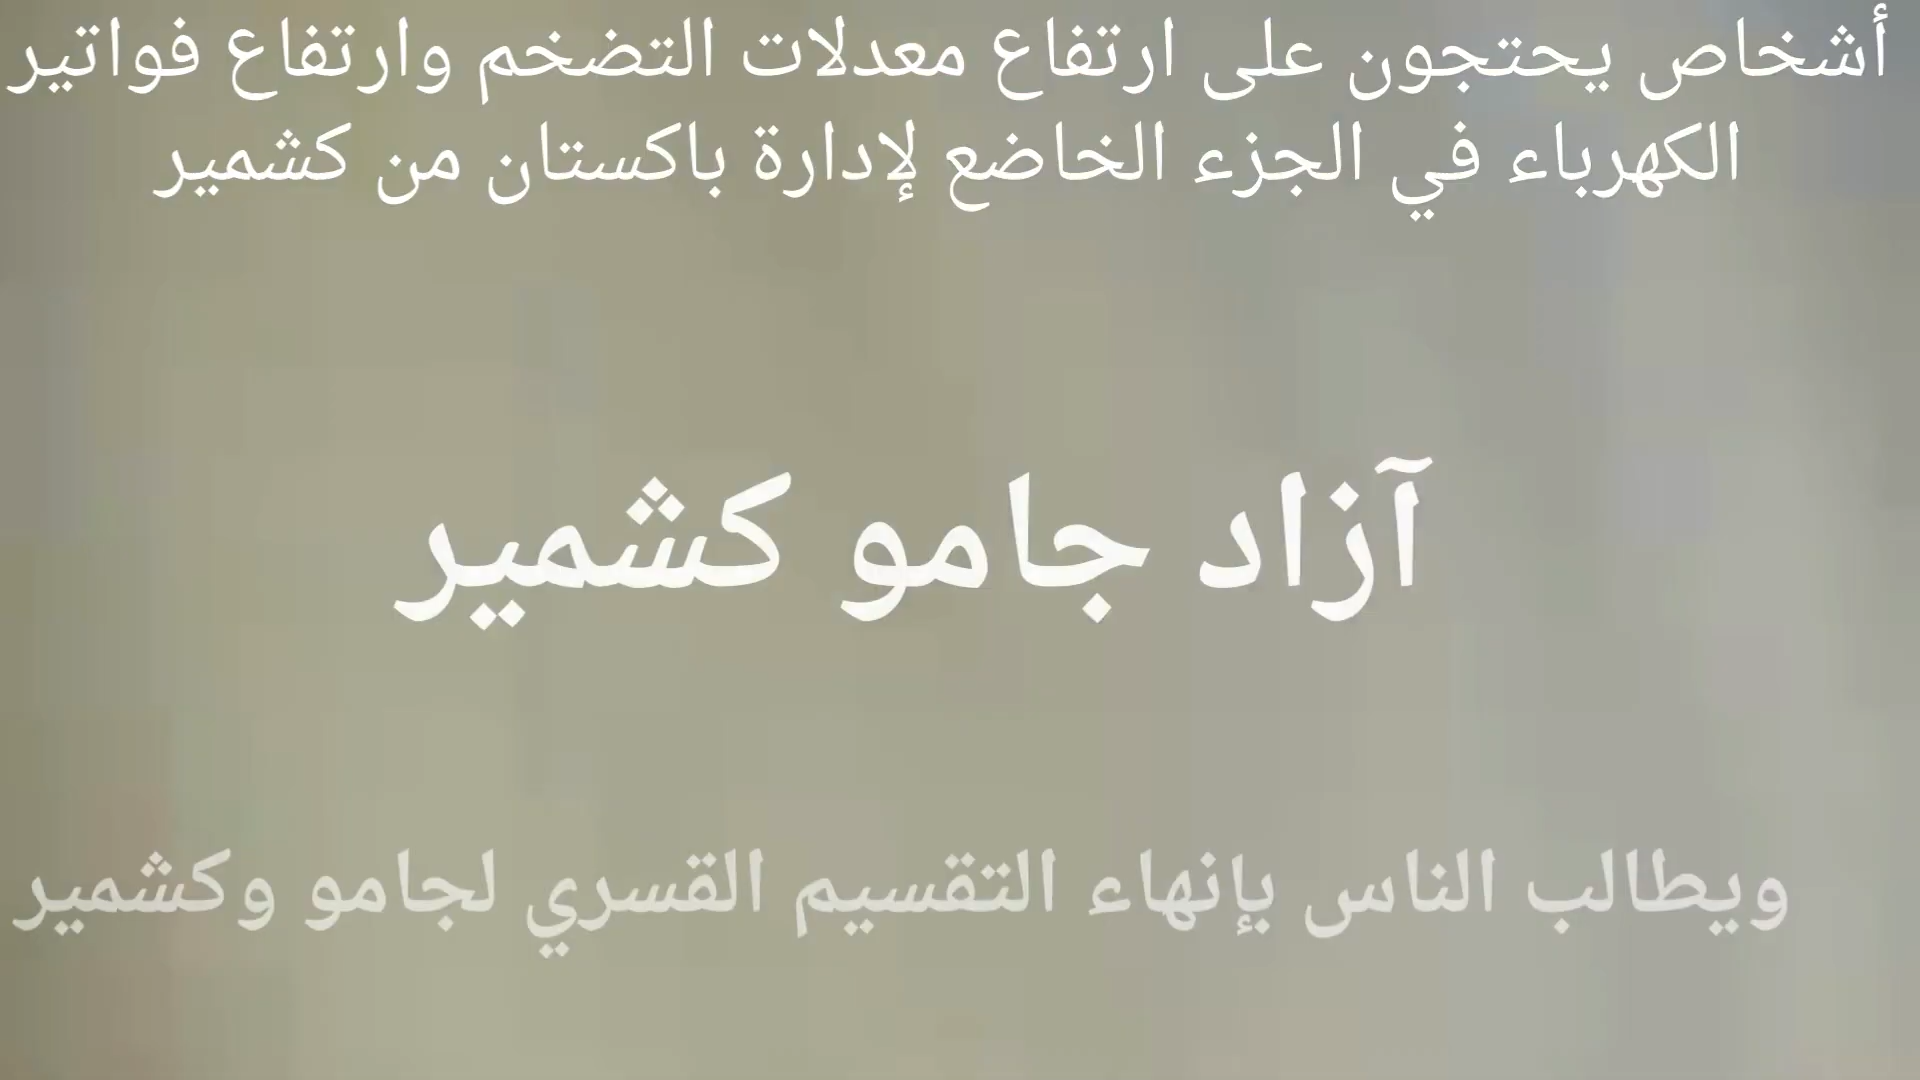 أشخاص يحتجون على ارتفاع معدلات التضخم وارتفاع فواتير
الكهرباء في الجزء الخاضع لإدارة باكستان من كشمير
آزاد جامو كشمير
ويطالب الناس بإنهاء التقسيم القسري لجامو وكشمير